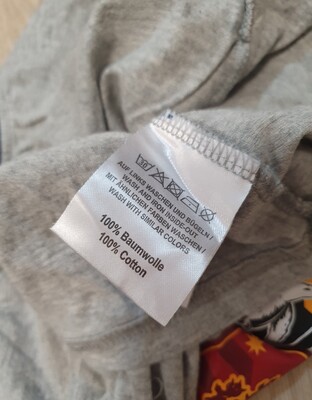 AUF LINKS WASCHEN UND BÜGELN /
WASH AND IRON INSIDE-OUT
MIT ÄHNLICHEN FARBEN WASCHEN /
WASH WITH SIMILAR COLORS
100% Baumwolle
100% Cotton